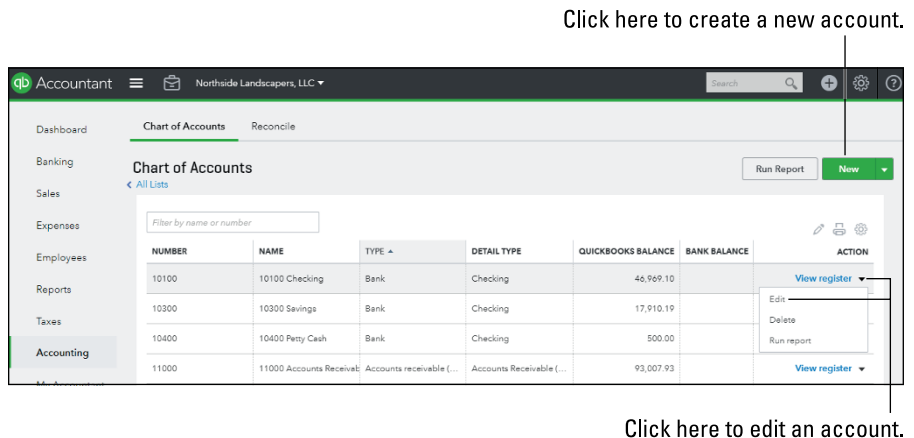 Click here to create a new account.
qb Accountant Northside Landscapers, LLC Search
Dashboard Chart of Accounts Reconcile
Banking Chart of Accounts Run Report New
< All Lists
Sales
Expenses Filter by name or number
Employees NUMBER NAME TYPE DETAIL TYPE QUICKBOOKS BALANCE BANK BALANCE ACTION
Reports 10100 10100 Checking Bank Checking 46,969.10 View register
Edit
Taxes 10300 10300 Savings Bank Checking 17,910.19
Delete
10400 10400 Petty Cash Bank Checking 500.00 Run report
Accounting
11000 11000 Accounts Receivab Accounts receivable (... Accounts Receivable (... 93,007.93 View register
Click here to edit an account.